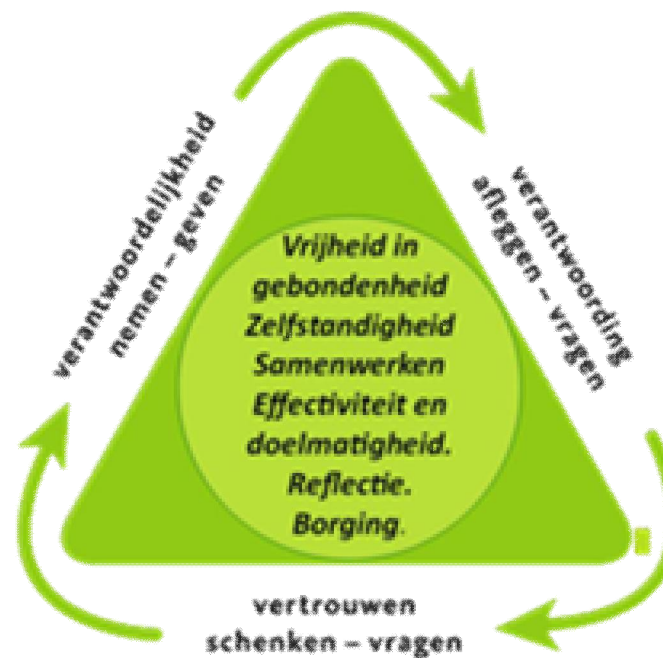 verantwoordelijkheid
nemen – geven
verantwoording
afleggen – vragen
Vrijheid in
gebondenheid
Zelfstandigheid
Samenwerken
Effectiviteit en
doelmatigheid.
Reflectie.
Borging.
vertrouwen
schenken – vragen